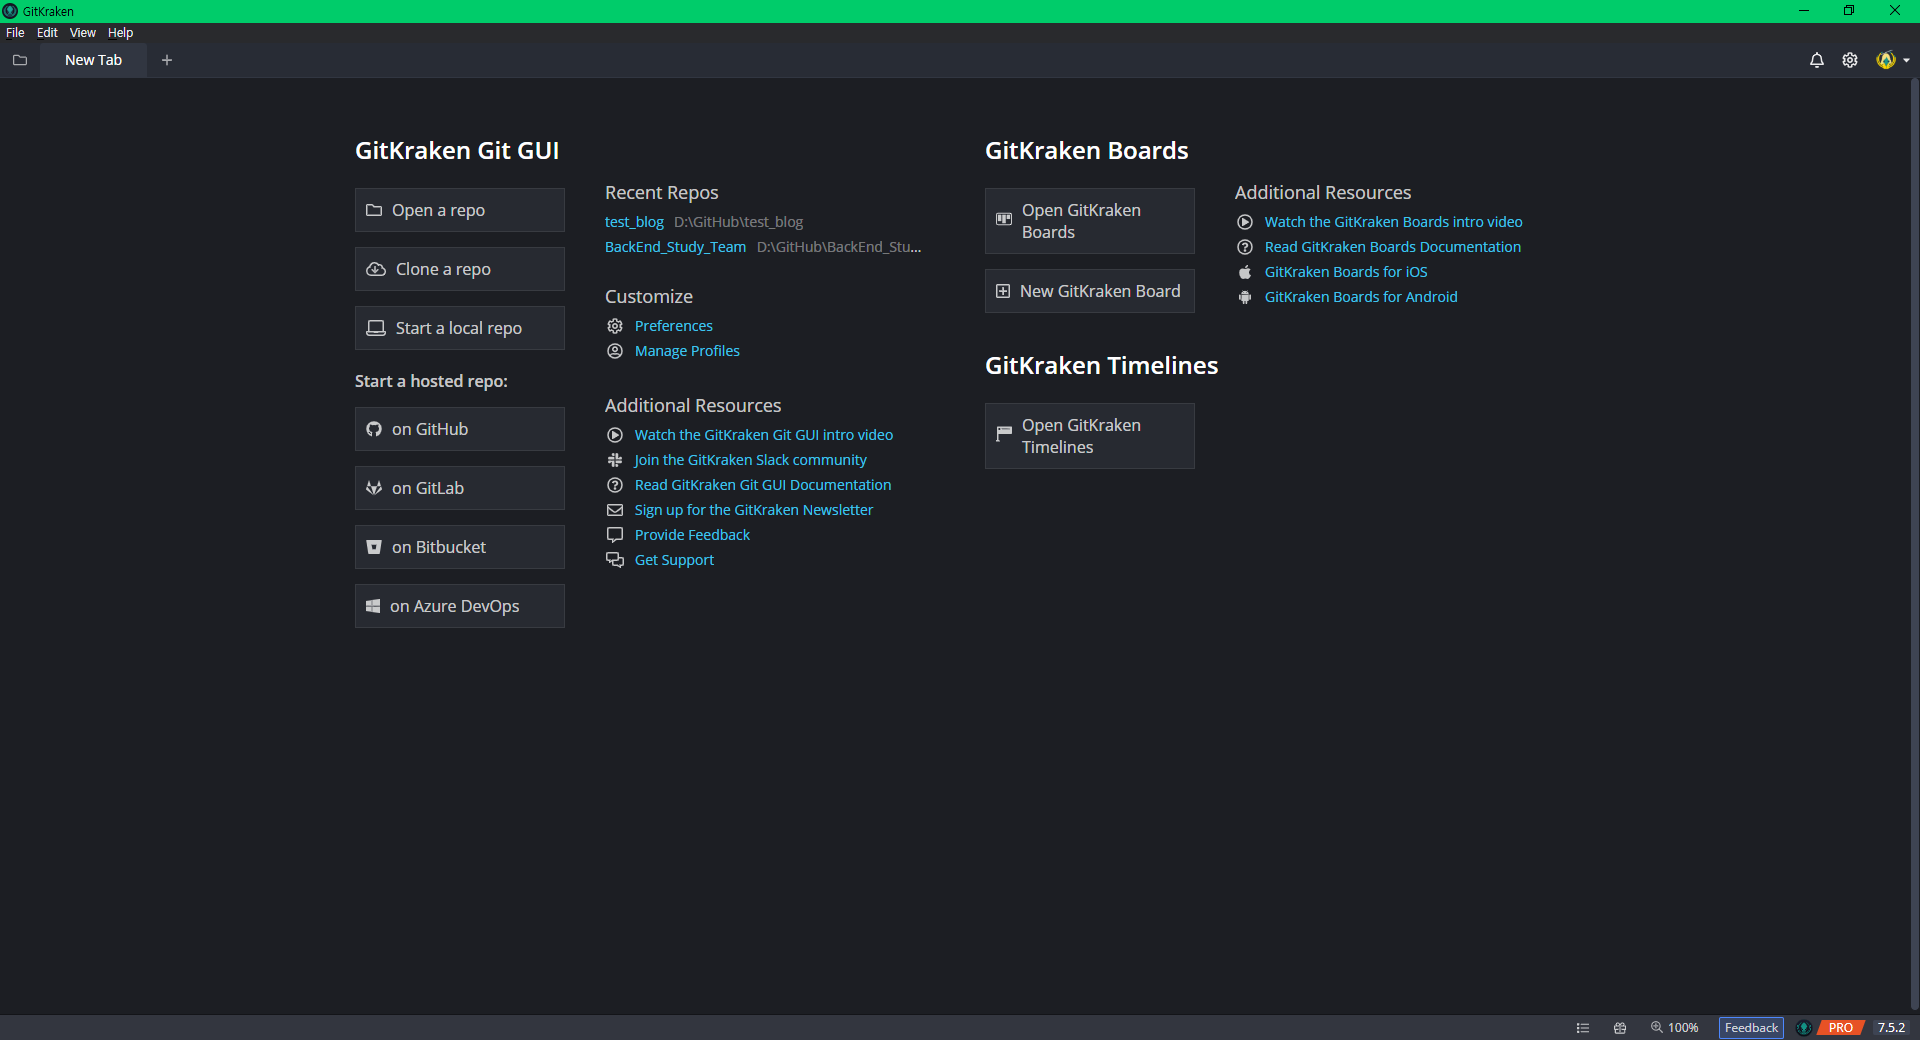 GitKraken
File Edit View Help
New Tab
GitKraken Git GUI
Open a repo
Clone a repo
Start a local repo
Start a hosted repo:
on GitHub
on GitLab
on Bitbucket
on Azure DevOps
Recent Repos
test_blog D:\GitHub\test_blog
BackEnd_Study_Team D:\GitHub\BackEnd_Stu...
Customize
Preferences
Manage Profiles
Additional Resources
Watch the GitKraken Git GUI intro video
Join the GitKraken Slack community
Read GitKraken Git GUI Documentation
Sign up for the GitKraken Newsletter
Provide Feedback
Get Support
GitKraken Boards
Open GitKraken
Boards
New GitKraken Board
Additional Resources
Watch the GitKraken Boards intro video
Read GitKraken Boards Documentation
GitKraken Boards for iOS
GitKraken Boards for Android
GitKraken Timelines
Open GitKraken
Timelines
100% Feedback PRO 7.5.2